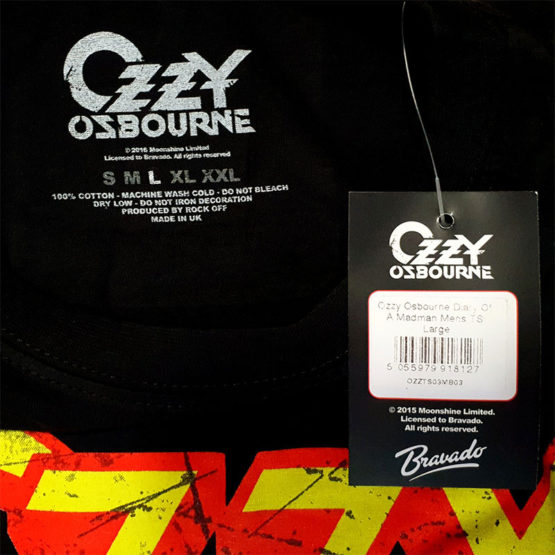 OZZY
OSBOURNE
© 2016 Moonshine Limited
Licensed to Bravado. All rights reserved
S M L XL XXL
100% COTTON - MACHINE WASH COLD - DO NOT BLEACH
DRY LOW - DO NOT IRON DECORATION
PRODUCED BY ROCK OFF
MADE IN UK
OZZY
OSBOURNE
Ozzy Osbourne Diary Of
A Madman Mens TS
Large
5 055979 918127
OZZTS03MB03
© 2015 Moonshine Limited.
Licensed to Bravado.
All rights reserved.
Bravado